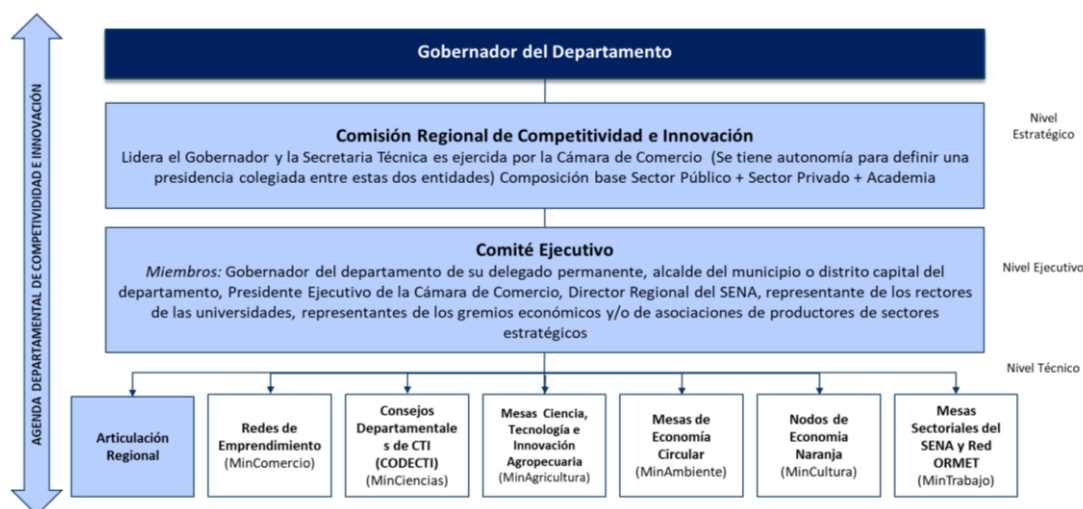 AGENDA DEPARTAMENTAL DE COMPETIVIDIDAD E INNOVACIÓN
Gobernador del Departamento
Comisión Regional de Competitividad e Innovación
Lidera el Gobernador y la Secretaria Técnica es ejercida por la Cámara de Comercio (Se tiene autonomía para definir una
presidencia colegiada entre estas dos entidades) Composición base Sector Público + Sector Privado + Academia
Nivel
Estratégico
Comité Ejecutivo
Miembros: Gobernador del departamento de su delegado permanente, alcalde del municipio o distrito capital del
departamento, Presidente Ejecutivo de la Cámara de Comercio, Director Regional del SENA, representante de los rectores
de las universidades, representantes de los gremios económicos y/o de asociaciones de productores de sectores
estratégicos
Nivel Ejecutivo
Nivel Técnico
Articulación
Regional
Redes de
Emprendimiento
(MinComercio)
Consejos
Departamentale
s de CTI
(CODECTI)
(MinCiencias)
Mesas Ciencia,
Tecnología e
Innovación
Agropecuaria
(MinAgricultura)
Mesas de
Economía
Circular
(MinAmbiente)
Nodos de
Economia
Naranja
(MinCultura)
Mesas
Sectoriales del
SENA y Red
ORMET
(MinTrabajo)